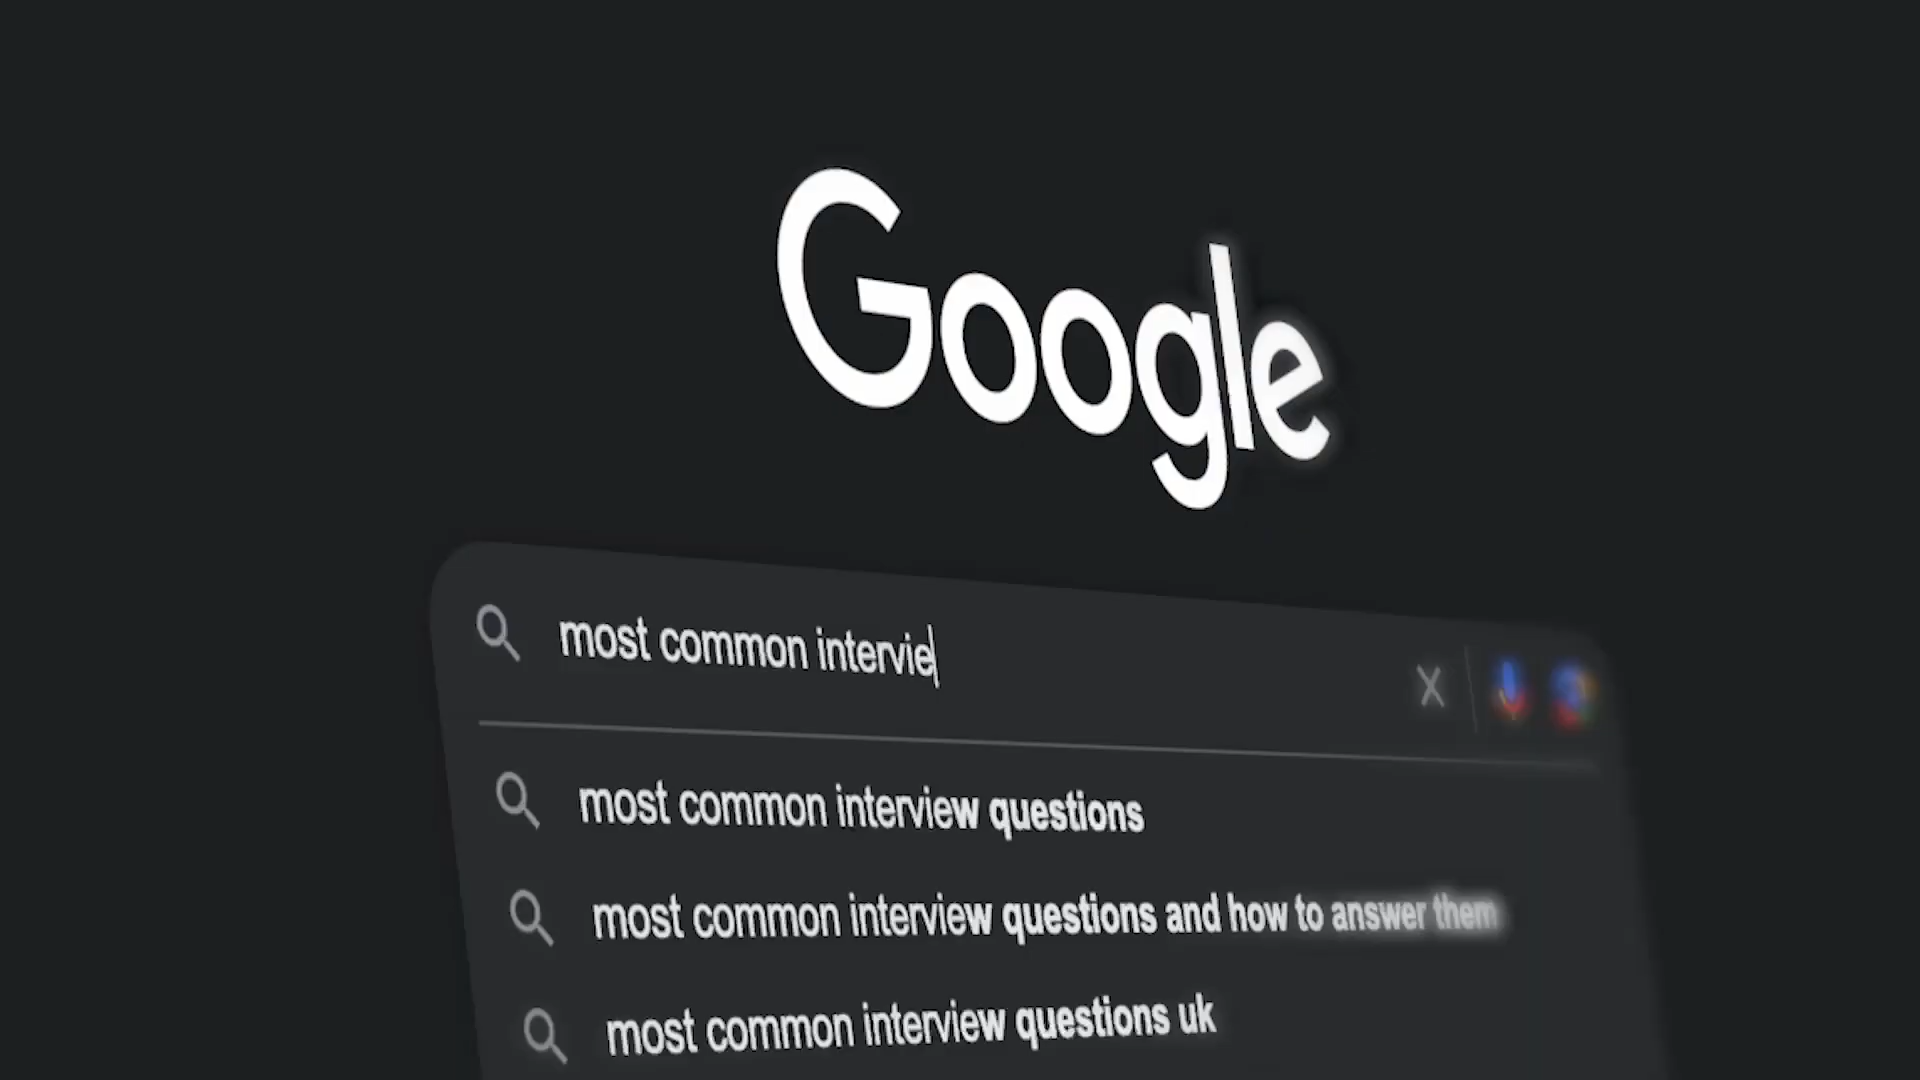 Google
most common intervie
most common interview questions
most common interview questions and how to answer them
most common interview questions uk